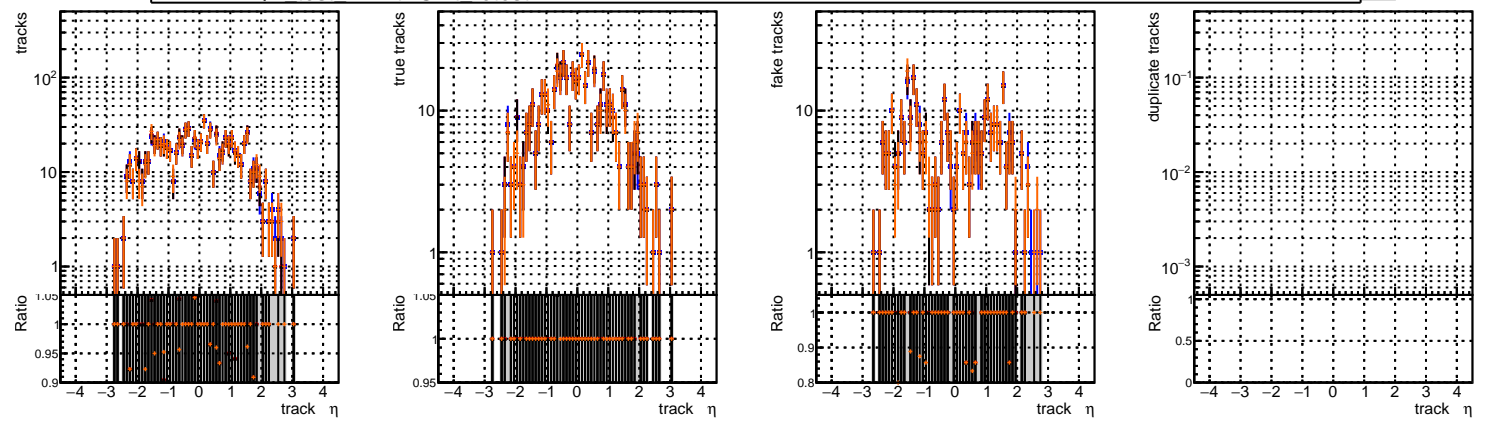 tracks
10²
10
1
1.05
Ratio
1
0.95
0.9
−4 −3 −2 −1 0 1 2 3 4
track η
true tracks
10
1
1.05
Ratio
1
0.95
−4 −3 −2 −1 0 1 2 3 4
track η
fake tracks
10
1
Ratio
1
0.9
0.8
−4 −3 −2 −1 0 1 2 3 4
track η
duplicate tracks
10⁻¹
10⁻²
10⁻³
Ratio
1
0.5
0
−4 −3 −2 −1 0 1 2 3 4
track η